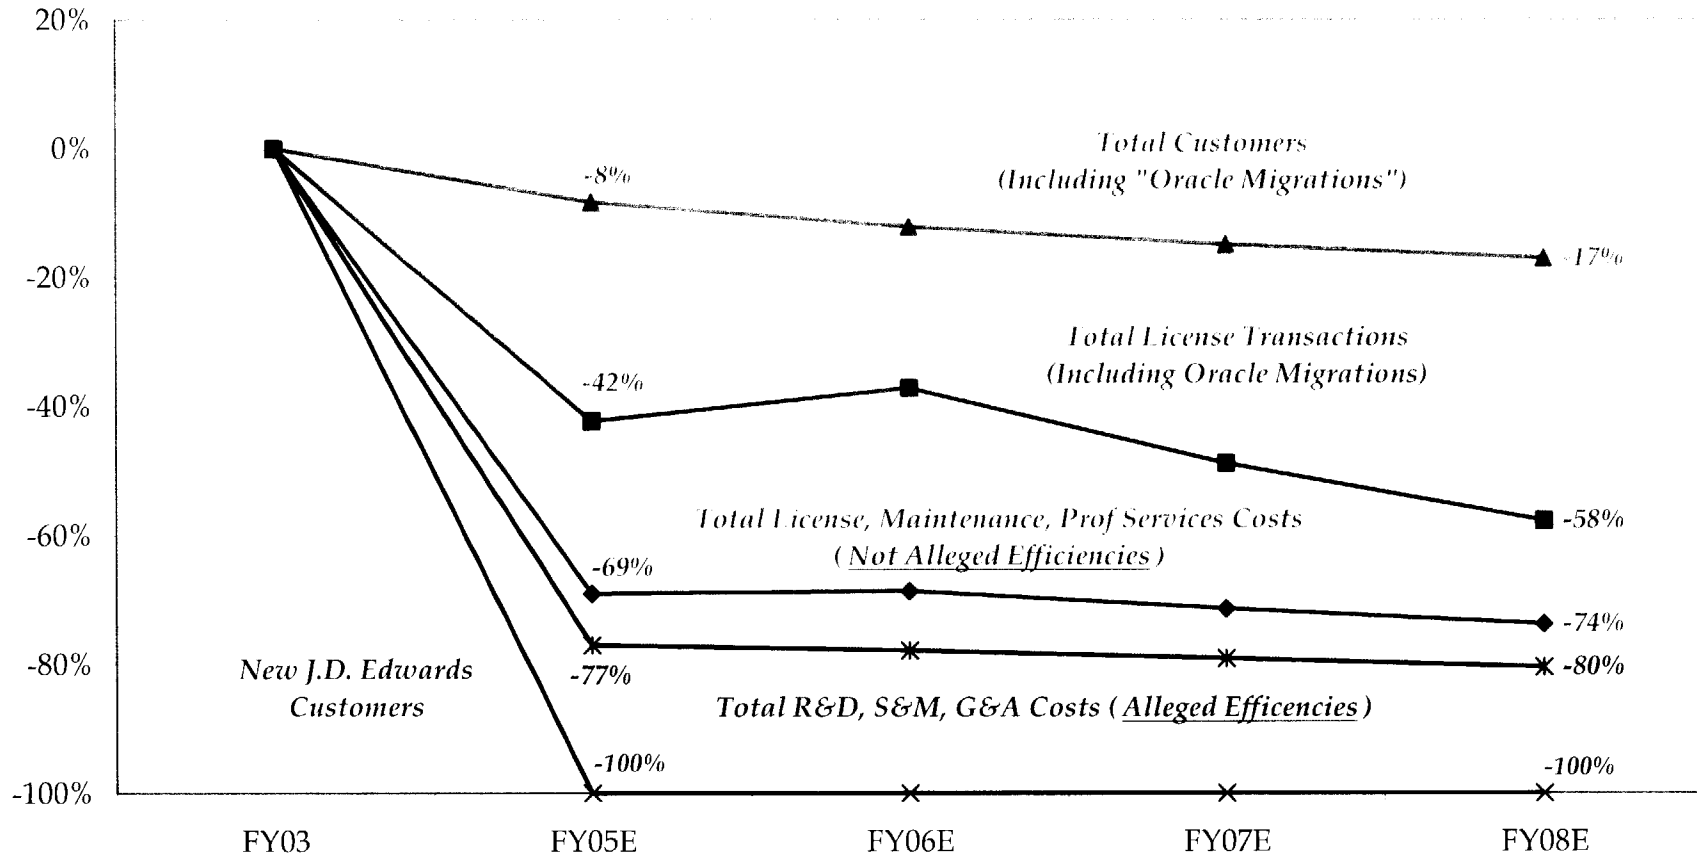 20%
0%
-20%
-40%
-60%
-80%
-100%
Total Customers
(Including "Oracle Migrations")
-8%
-17%
Total License Transactions
(Including Oracle Migrations)
-42%
-58%
Total License, Maintenance, Prof Services Costs
( Not Alleged Efficiencies )
-69%
-74%
New J.D. Edwards
Customers
-77%
-80%
Total R&D, S&M, G&A Costs ( Alleged Efficencies )
-100%
-100%
FY03 FY05E FY06E FY07E FY08E